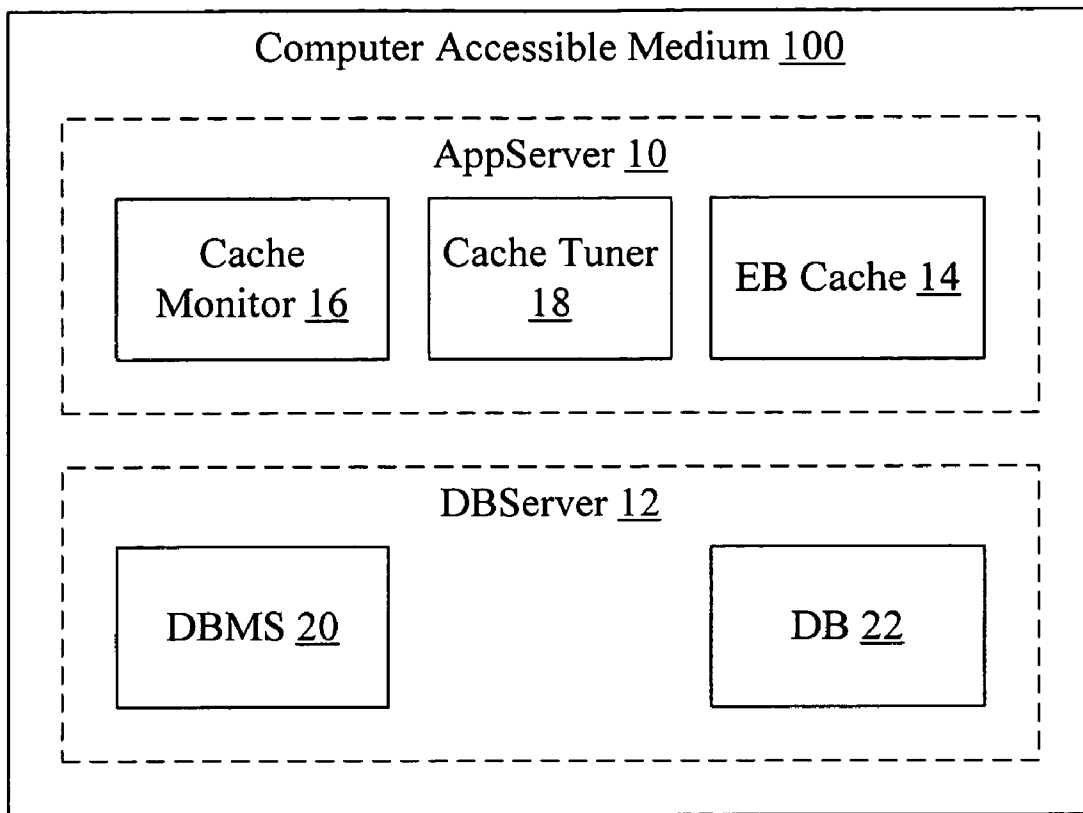 Computer Accessible Medium 100
AppServer 10
Cache
Monitor 16
Cache Tuner
18
EB Cache 14
DBServer 12
DBMS 20
DB 22